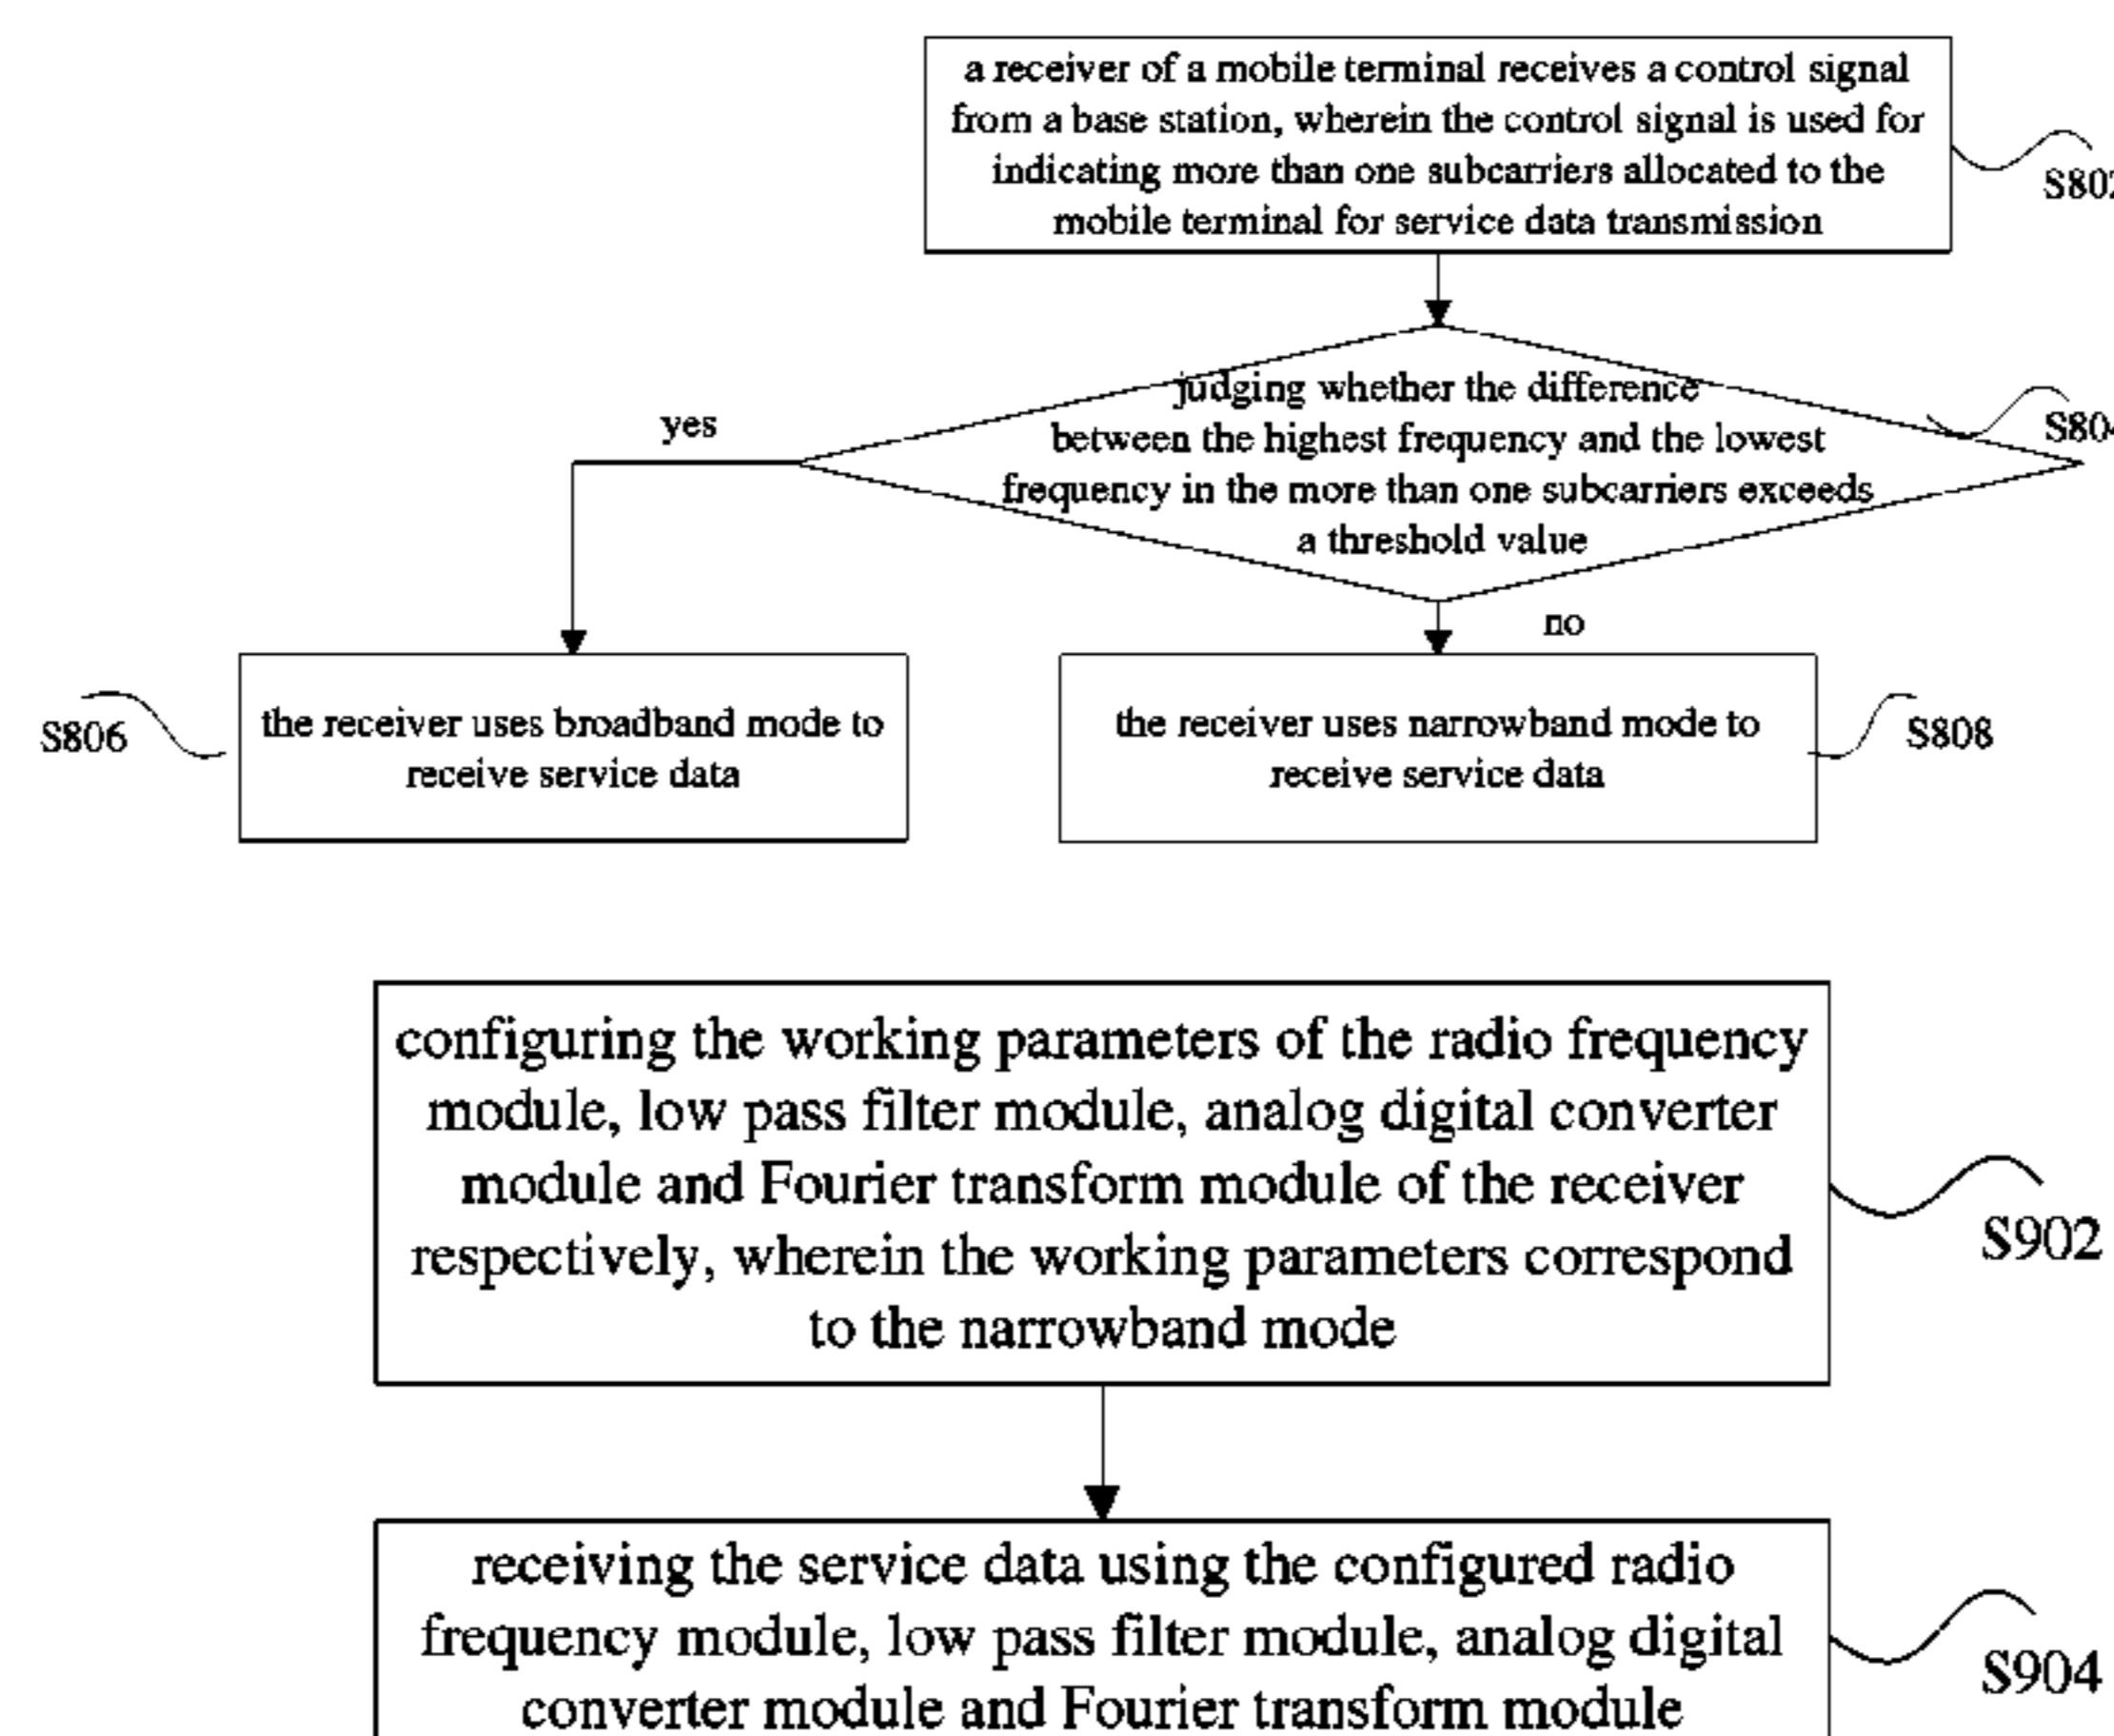 a receiver of a mobile terminal receives a control signal
from a base station, wherein the control signal is used for
indicating more than one subcarriers allocated to the
mobile terminal for service data transmission
S802
judging whether the difference
between the highest frequency and the lowest
frequency in the more than one subcarriers exceeds
a threshold value
S804
yes
no
S806
the receiver uses broadband mode to
receive service data
the receiver uses narrowband mode to
receive service data
S808
configuring the working parameters of the radio frequency
module, low pass filter module, analog digital converter
module and Fourier transform module of the receiver
respectively, wherein the working parameters correspond
to the narrowband mode
S902
receiving the service data using the configured radio
frequency module, low pass filter module, analog digital
converter module and Fourier transform module
S904